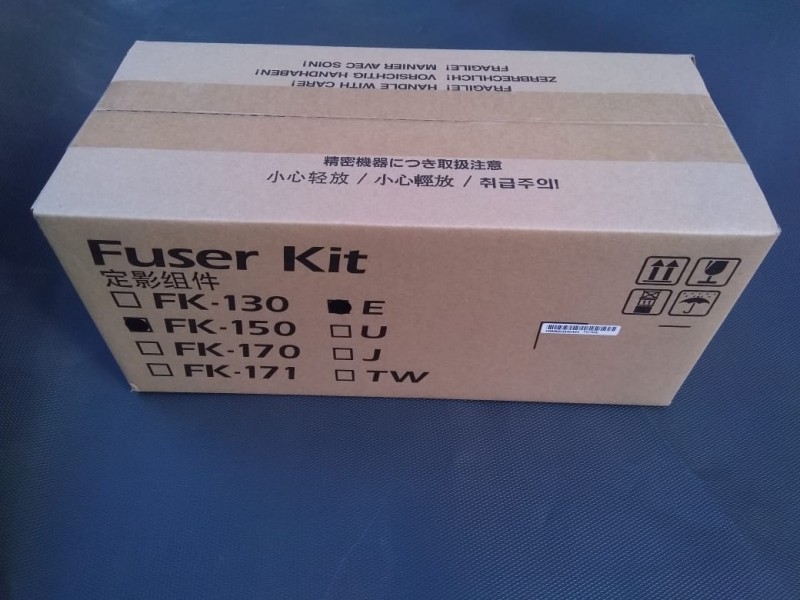 FRAGILE! HANDLE WITH CARE!
ZERBRECHLICH! VORSICHTIG HANDHABEN!
FRAGILE! MANIER AVEC SOIN!
精密機器につき取扱注意
小心轻放 / 小心輕放 / 취급주의!
Fuser Kit
定影组件
FK-130 E
FK-150 U
FK-170 J
FK-171 TW